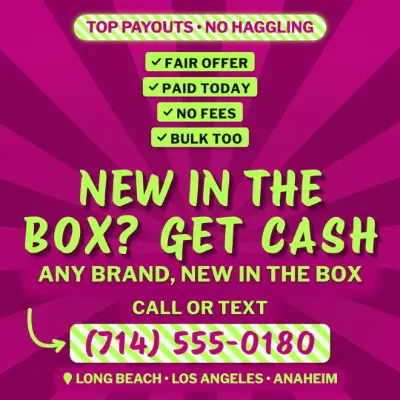 TOP PAYOUTS • NO HAGGLING
✓ FAIR OFFER
✓ PAID TODAY
✓ NO FEES
✓ BULK TOO
NEW IN THE
BOX? GET CASH
ANY BRAND, NEW IN THE BOX
CALL OR TEXT
(714) 555-0180
LONG BEACH • LOS ANGELES • ANAHEIM